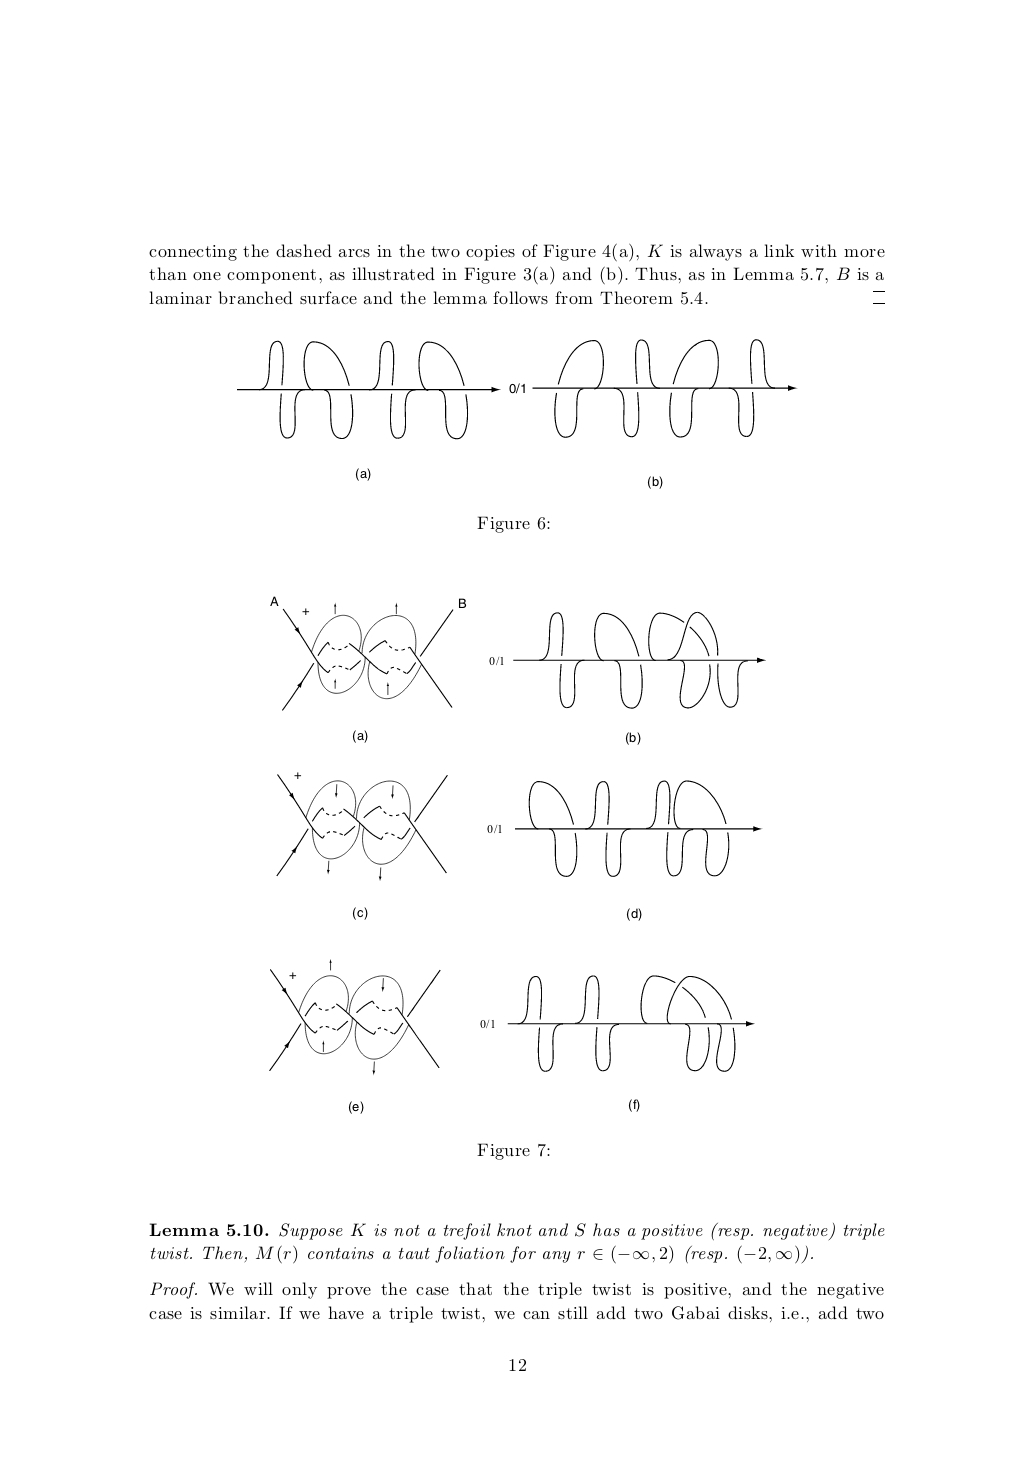 connecting the dashed arcs in the two copies of Figure 4(a), K is always a link with more
than one component, as illustrated in Figure 3(a) and (b). Thus, as in Lemma 5.7, B is a
laminar branched surface and the lemma follows from Theorem 5.4.
0/1
(a)
(b)
Figure 6:
A
+
B
0/1
(a)
(b)
+
0/1
(c)
(d)
+
0/1
(e)
(f)
Figure 7:
Lemma 5.10. Suppose K is not a trefoil knot and S has a positive (resp. negative) triple
twist. Then, M(r) contains a taut foliation for any r ∈ (−∞, 2) (resp. (−2, ∞)).
Proof. We will only prove the case that the triple twist is positive, and the negative
case is similar. If we have a triple twist, we can still add two Gabai disks, i.e., add two
12